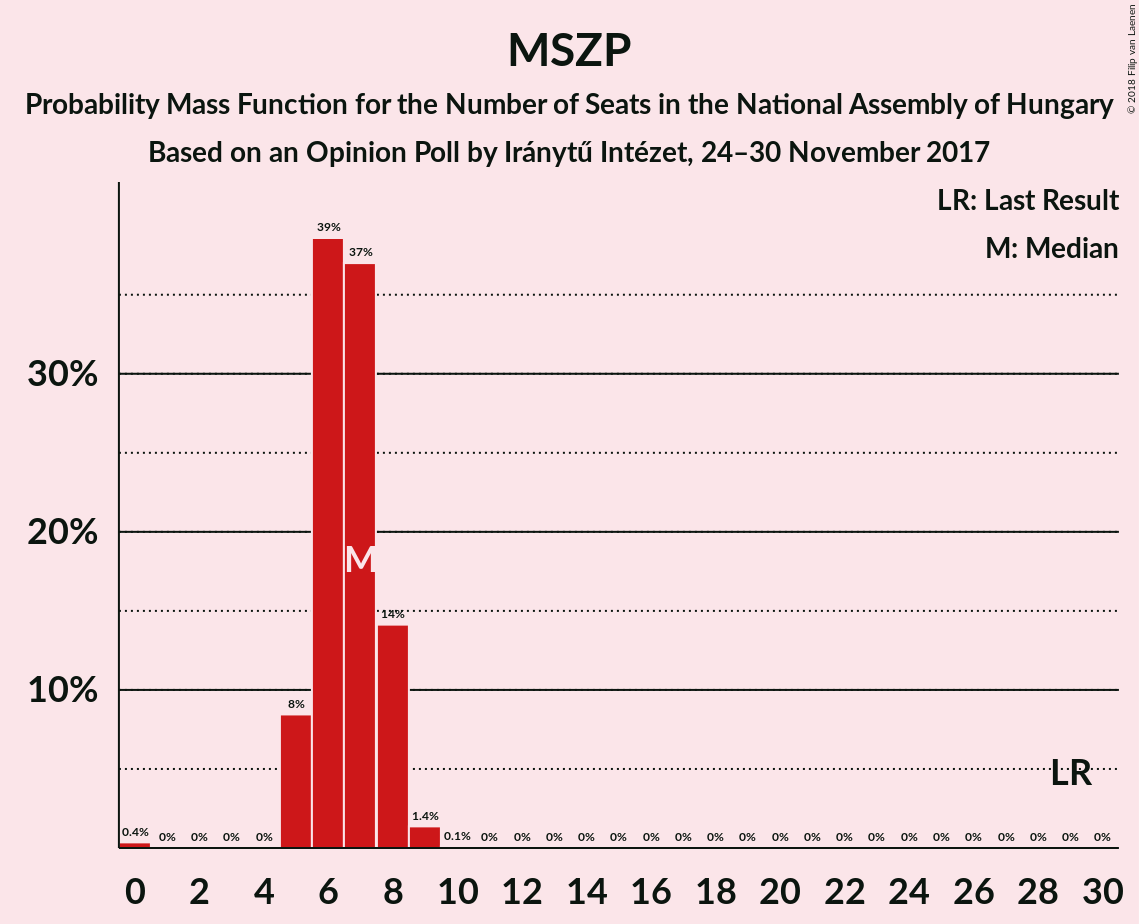 MSZP
Probability Mass Function for the Number of Seats in the National Assembly of Hungary
Based on an Opinion Poll by Iránytű Intézet, 24–30 November 2017
© 2018 Filip van Laenen
LR: Last Result
M: Median
39%
37%
30%
20%
M
14%
10%
8%
LR
0.4% 0% 0% 0% 0% 1.4% 0.1% 0% 0% 0% 0% 0% 0% 0% 0% 0% 0% 0% 0% 0% 0% 0% 0% 0% 0% 0% 0%
0 2 4 6 8 10 12 14 16 18 20 22 24 26 28 30